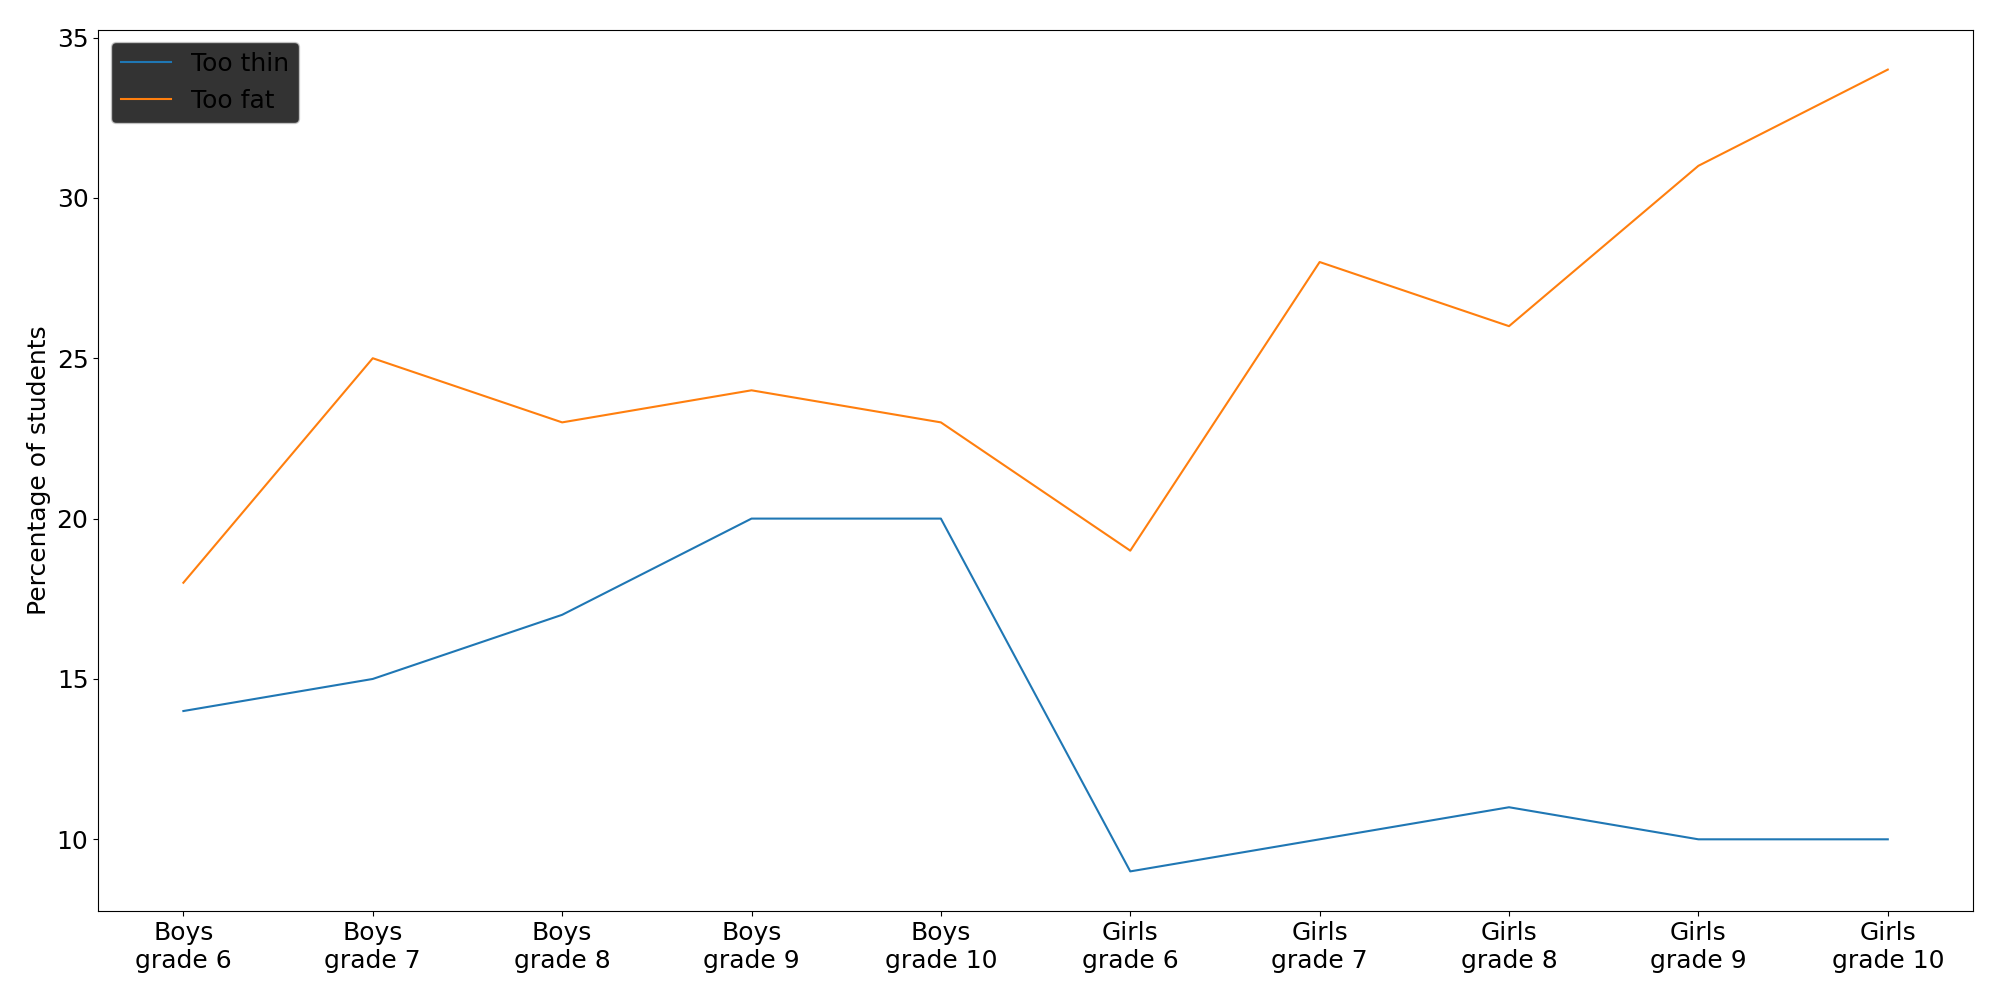 Too thin
Too fat
Percentage of students
35
30
25
20
15
10
Boys
grade 6
Boys
grade 7
Boys
grade 8
Boys
grade 9
Boys
grade 10
Girls
grade 6
Girls
grade 7
Girls
grade 8
Girls
grade 9
Girls
grade 10